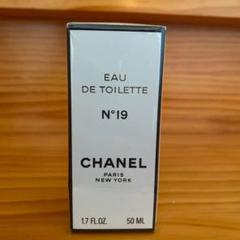 EAU
DE TOILETTE
N°19
CHANEL
PARIS
NEW YORK
1.7 FL.OZ. 50 ML